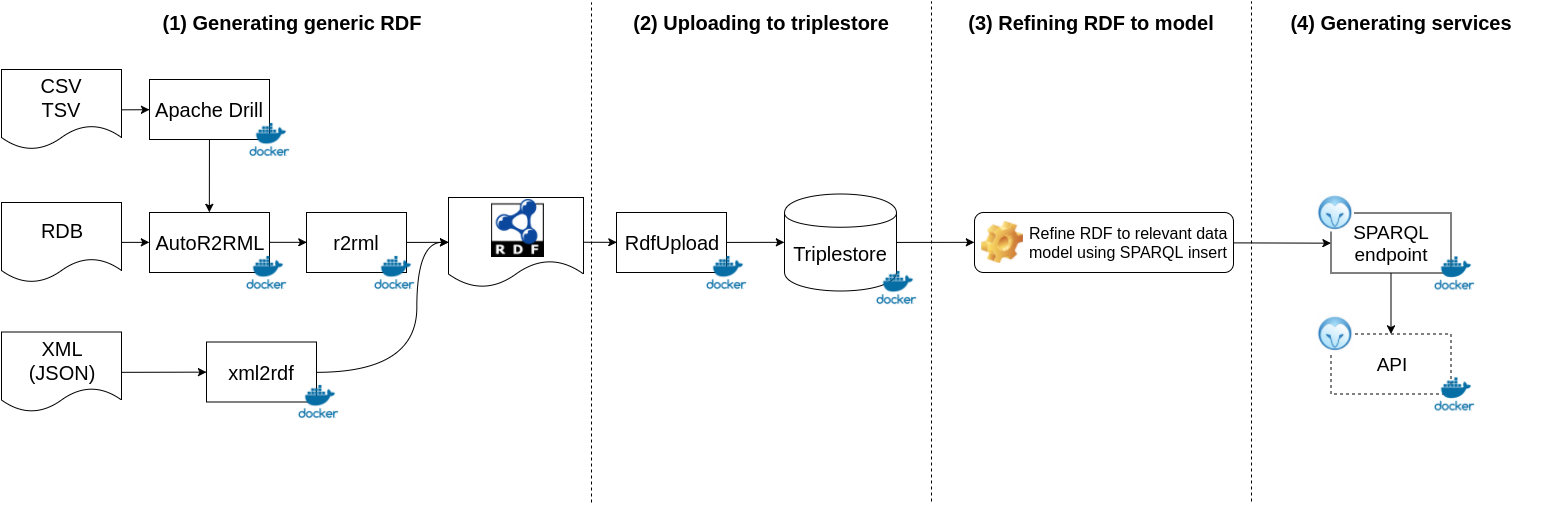 (1) Generating generic RDF
(2) Uploading to triplestore
(3) Refining RDF to model
(4) Generating services
CSV
TSV
Apache Drill
docker
RDB
AutoR2RML
docker
r2rml
docker
RDF
RdfUpload
docker
Triplestore
docker
Refine RDF to relevant data
model using SPARQL insert
SPARQL
endpoint
docker
XML
(JSON)
xml2rdf
docker
API
docker